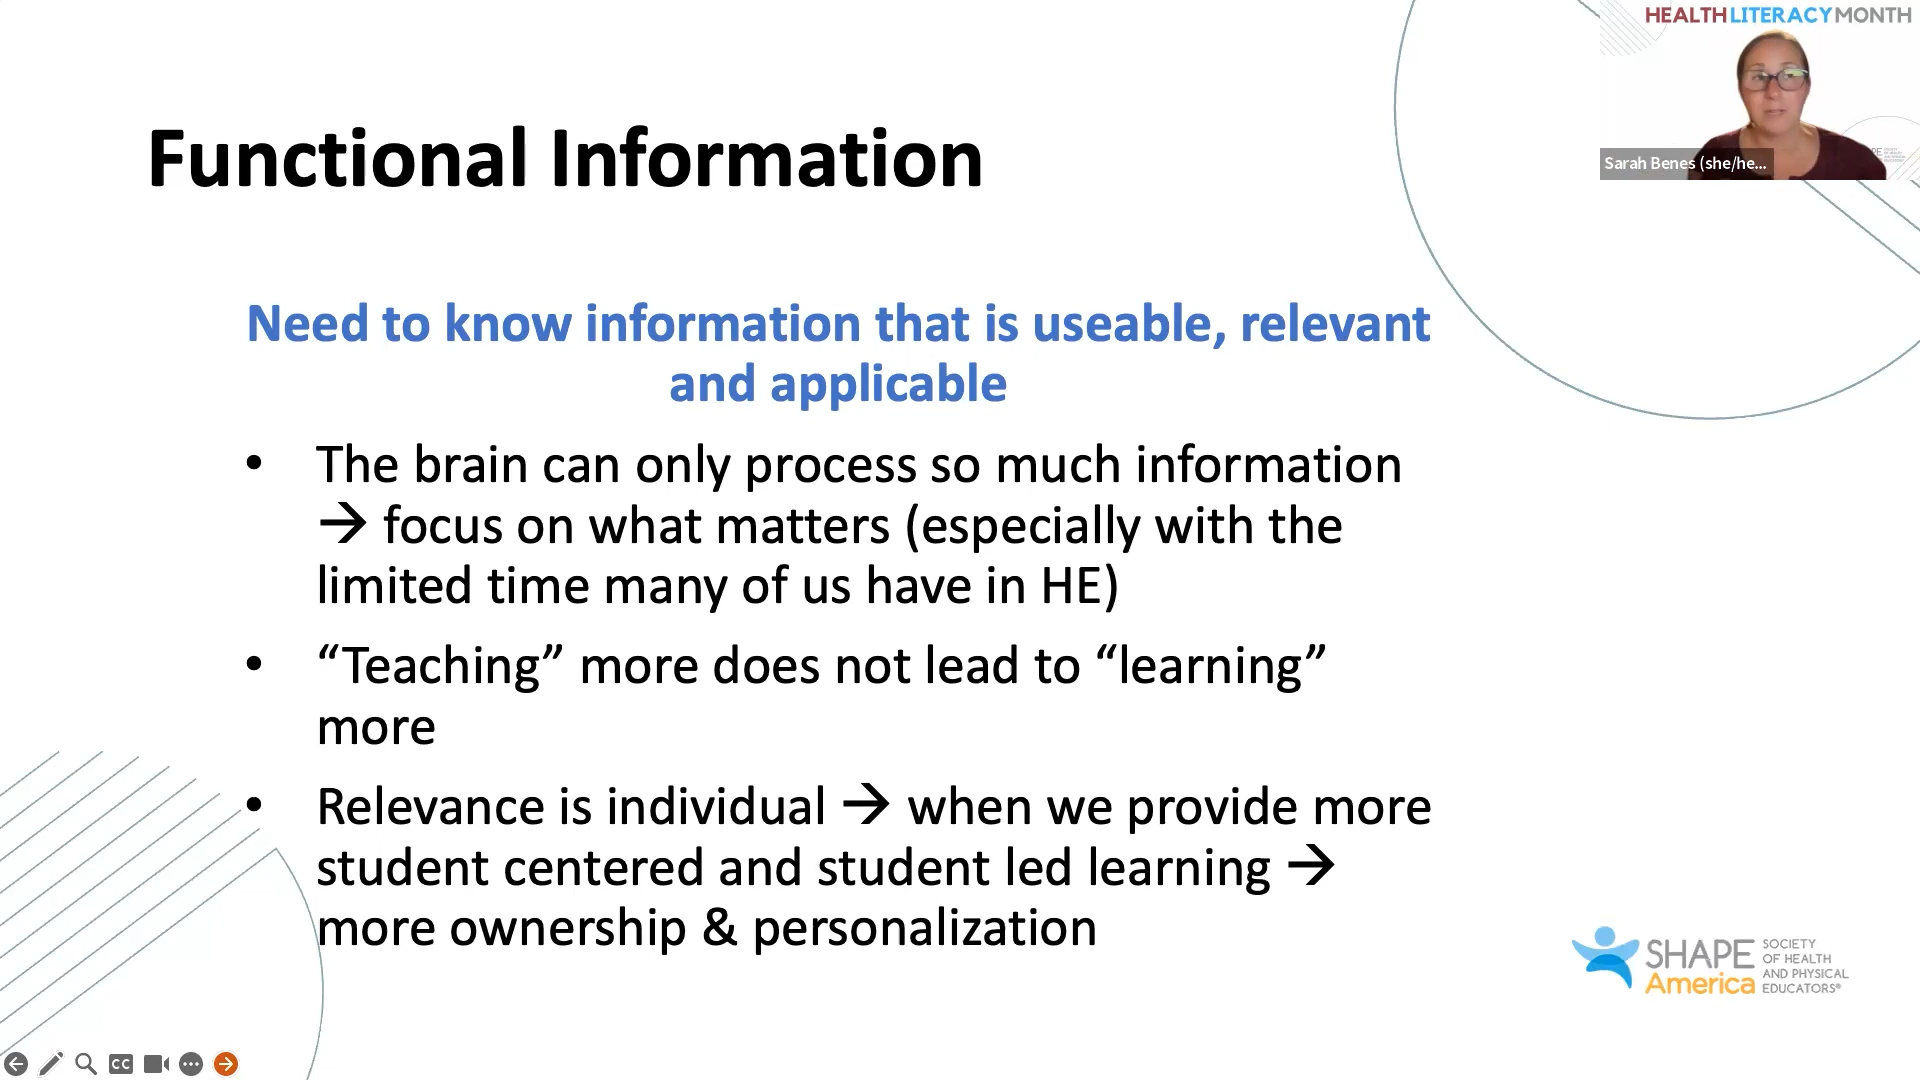 HEALTHLITERACYMONTH
Sarah Benes (she/he...
Functional Information
Need to know information that is useable, relevant
and applicable
• The brain can only process so much information
→ focus on what matters (especially with the
limited time many of us have in HE)
• “Teaching” more does not lead to “learning”
more
• Relevance is individual → when we provide more
student centered and student led learning →
more ownership & personalization
SHAPE
America
SOCIETY
OF HEALTH
AND PHYSICAL
EDUCATORS®
CC